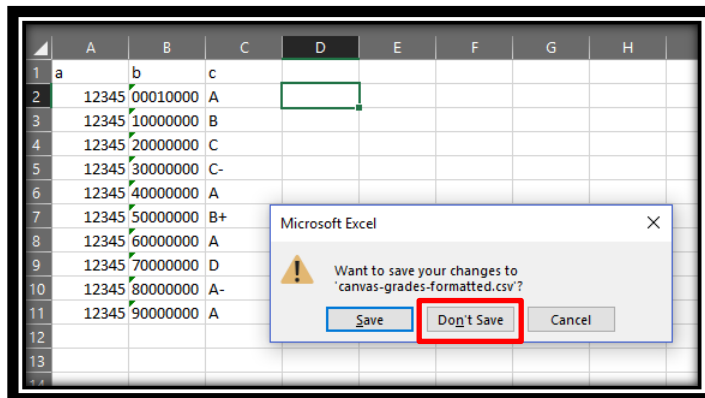 A B C D E F G H
1 a b c
2 12345 00010000 A
3 12345 10000000 B
4 12345 20000000 C
5 12345 30000000 C-
6 12345 40000000 A
7 12345 50000000 B+
8 12345 60000000 A
9 12345 70000000 D
10 12345 80000000 A-
11 12345 90000000 A
12
13
14
Microsoft Excel
Want to save your changes to
'canvas-grades-formatted.csv'?
Save Don't Save Cancel